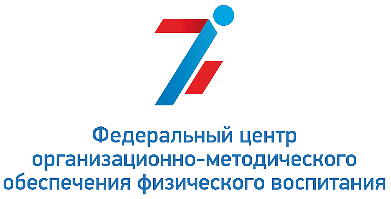 Федеральный центр
организационно-методического
обеспечения физического воспитания